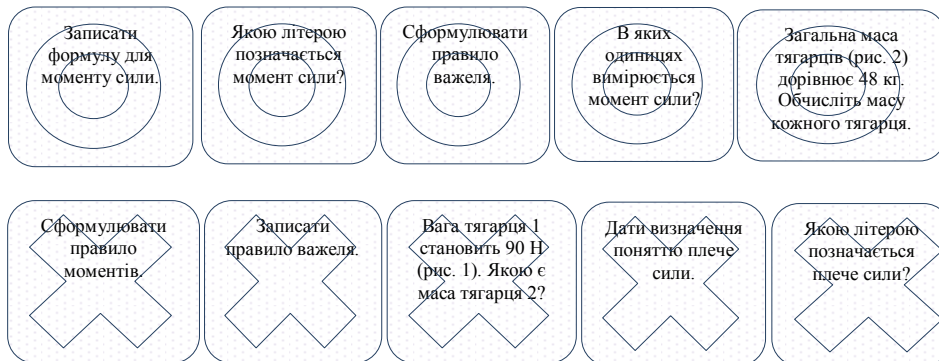 Записати
формулу для
моменту сили.
Якою літерою
позначається
момент сили?
Сформулювати
правило
важеля.
В яких
одиницях
вимірюється
момент сили?
Загальна маса
тягарців (рис. 2)
дорівнює 48 кг.
Обчисліть масу
кожного тягарця.
Сформулювати
правило
моментів.
Записати
правило важеля.
Вага тягарця 1
становить 90 Н
(рис. 1). Якою є
маса тягарця 2?
Дати визначення
поняттю плече
сили.
Якою літерою
позначається
плече сили?